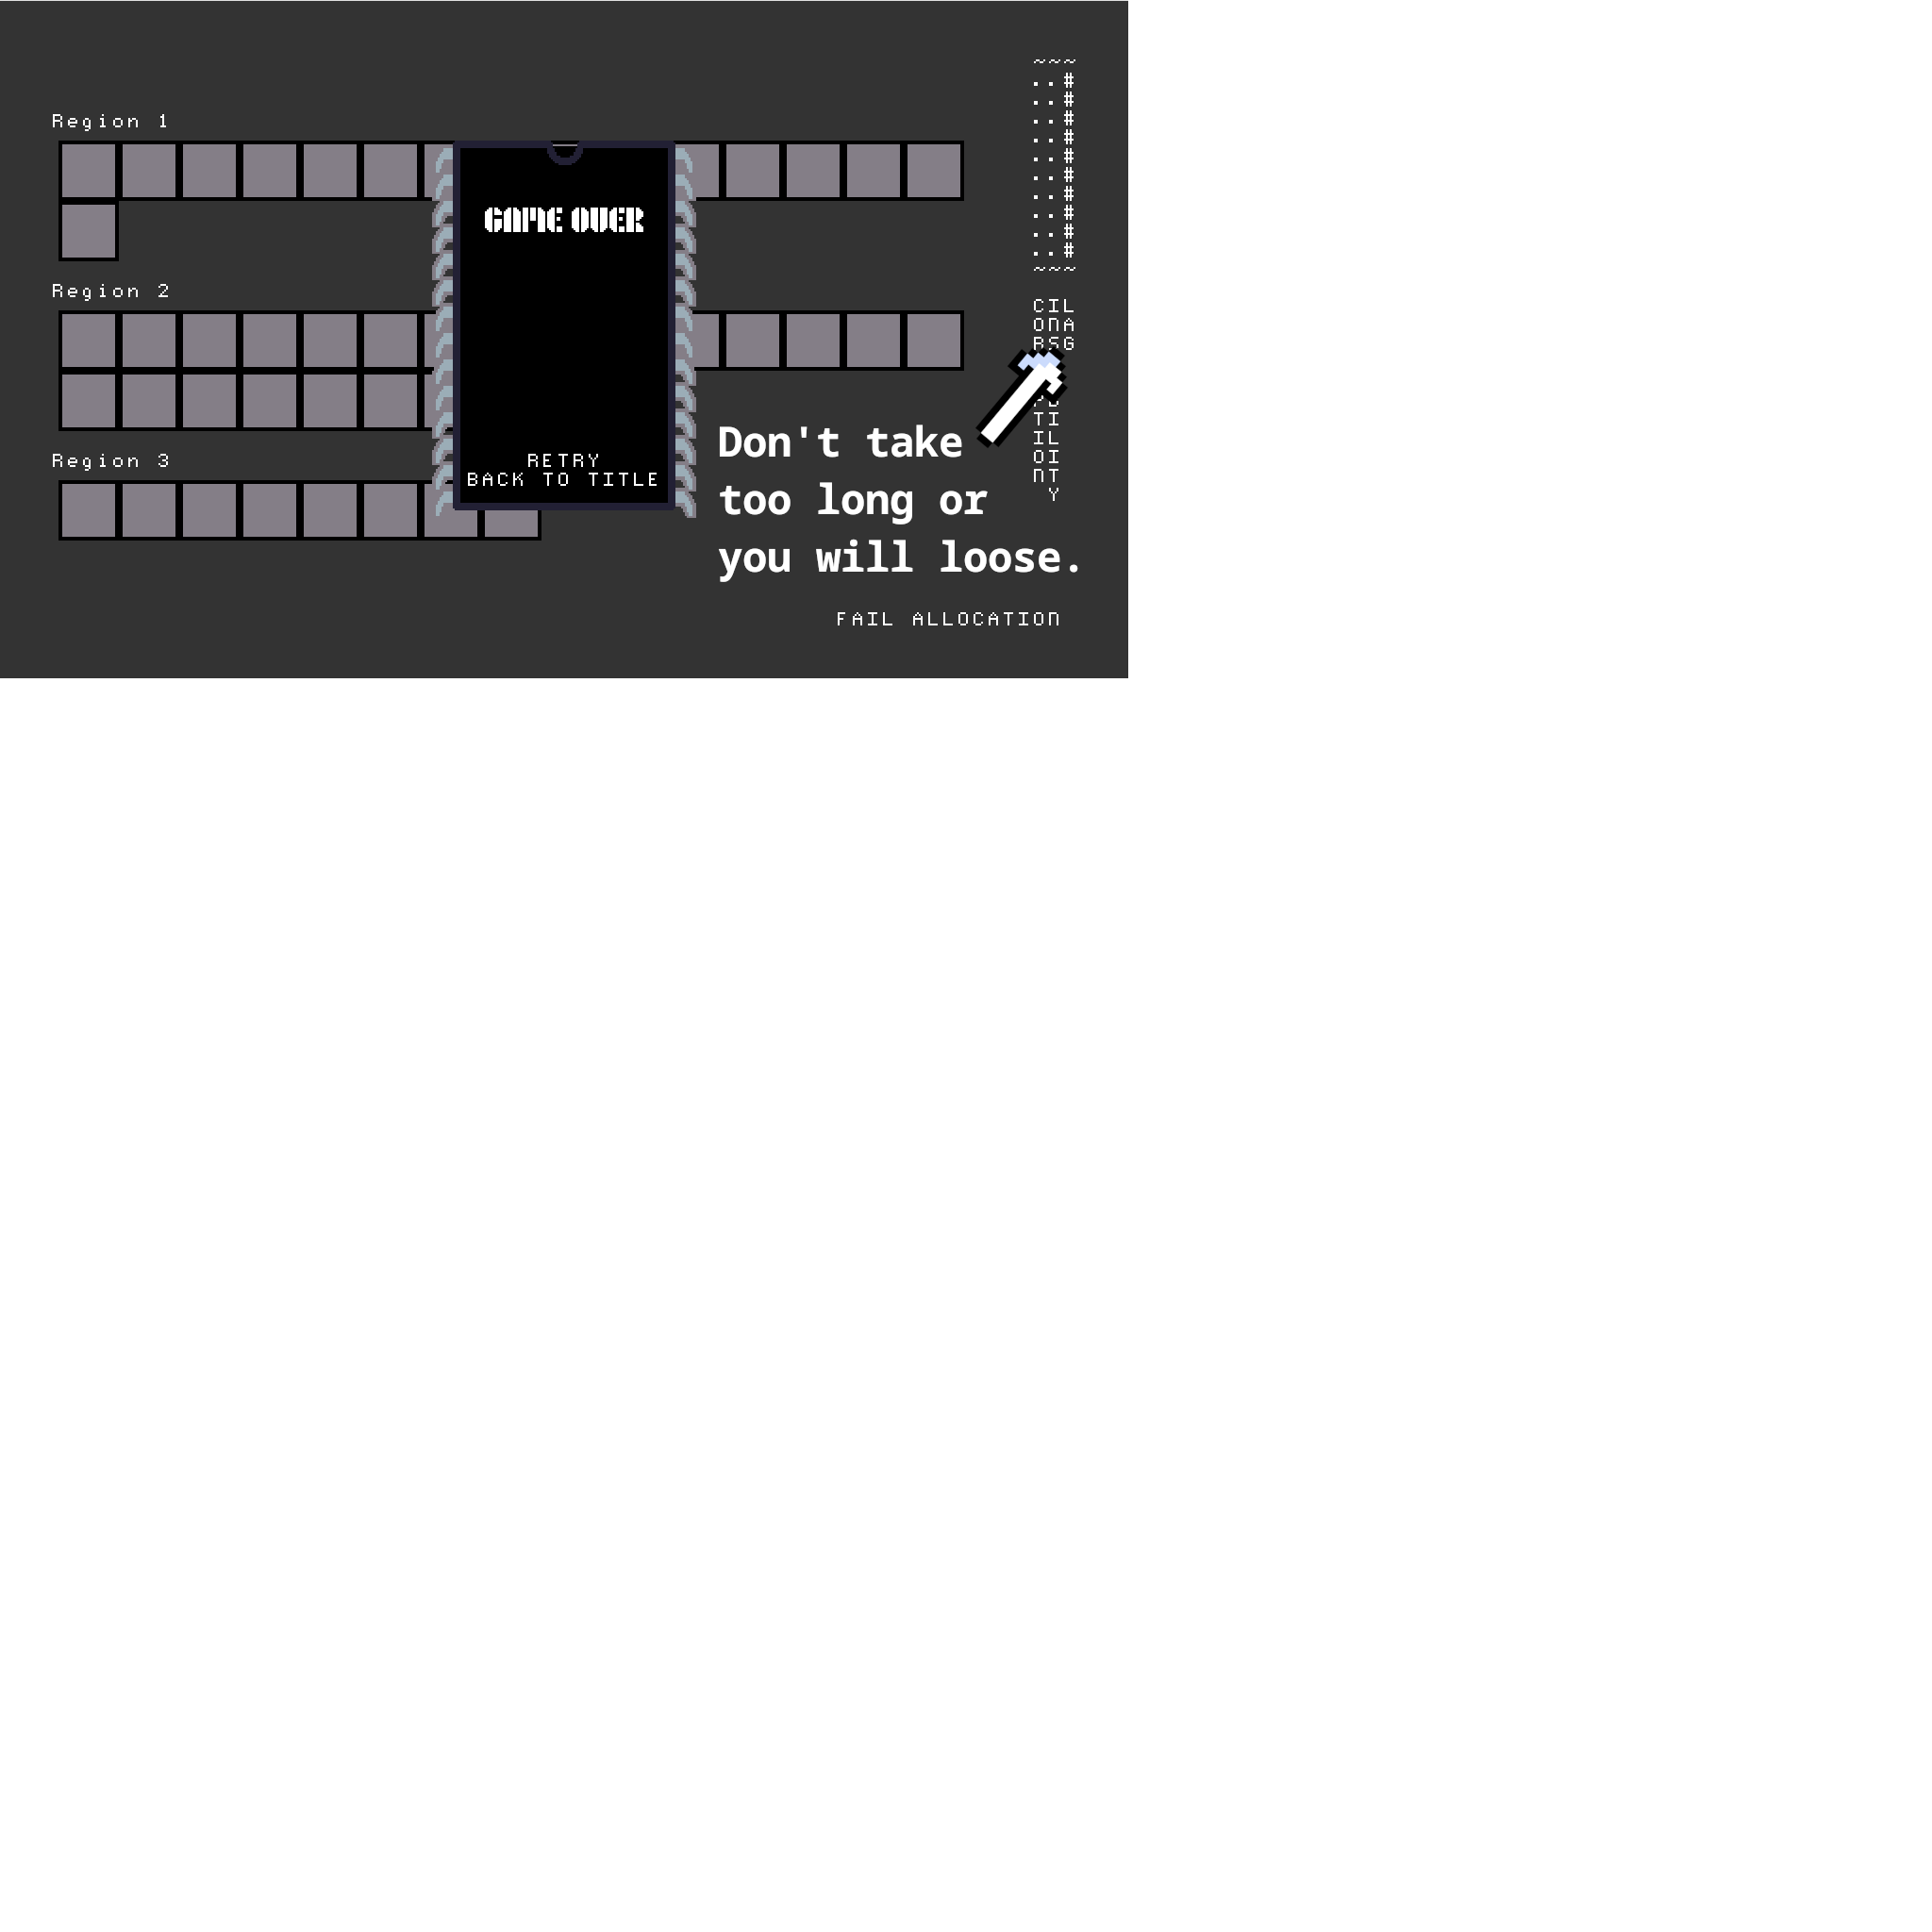 ~~~
..#
..#
..#
..#
..#
..#
..#
..#
..#
..#
~~~
Region 1
GAME OVER
Region 2
CIL
ONA
RSG
TI
IL
OI
NT
Y
Region 3
RETRY
BACK TO TITLE
Don't take
too long or
you will loose.
FAIL ALLOCATION